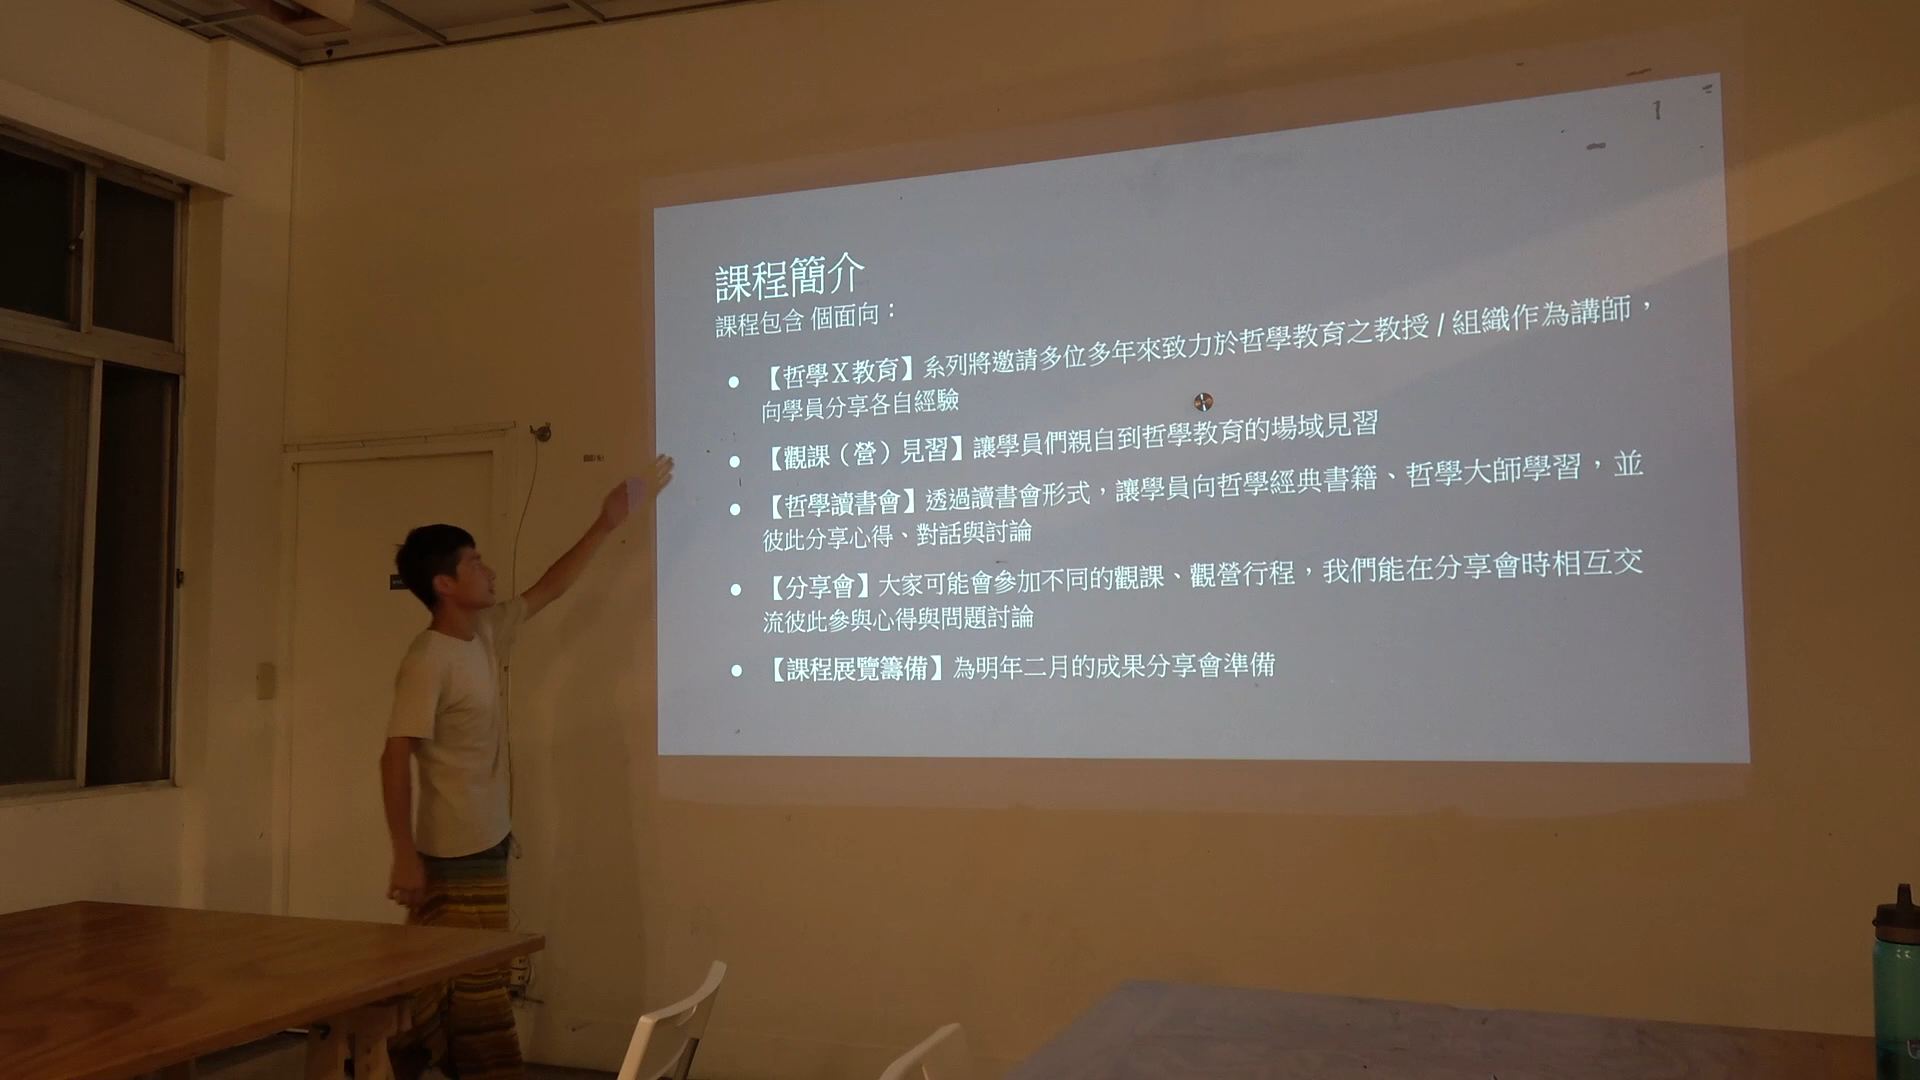 課程簡介
課程包含 個面向：
● 【哲學X教育】系列將邀請多位多年來致力於哲學教育之教授 / 組織作為講師，
向學員分享各自經驗
● 【觀課（營）見習】讓學員們親自到哲學教育的場域見習
● 【哲學讀書會】透過讀書會形式，讓學員向哲學經典書籍、哲學大師學習，並
彼此分享心得、對話與討論
● 【分享會】大家可能會參加不同的觀課、觀營行程，我們能在分享會時相互交
流彼此參與心得與問題討論
● 【課程展覽籌備】為明年二月的成果分享會準備